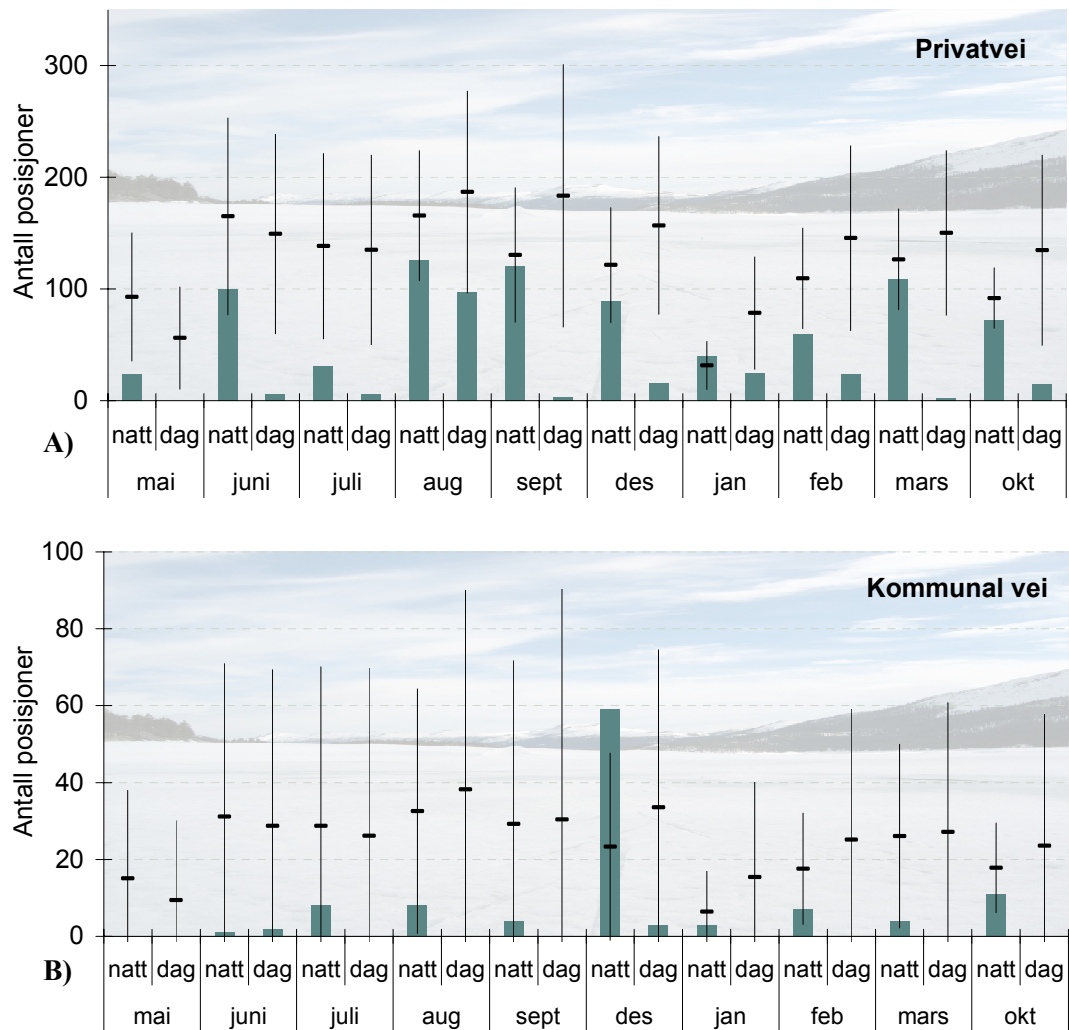 Privatvei
300
200
100
0
Antall posisjoner
natt dag natt dag natt dag natt dag natt dag natt dag natt dag natt dag natt dag natt dag
A)
mai juni juli aug sept des jan feb mars okt
100
Kommunal vei
80
60
40
20
0
Antall posisjoner
natt dag natt dag natt dag natt dag natt dag natt dag natt dag natt dag natt dag natt dag
B)
mai juni juli aug sept des jan feb mars okt